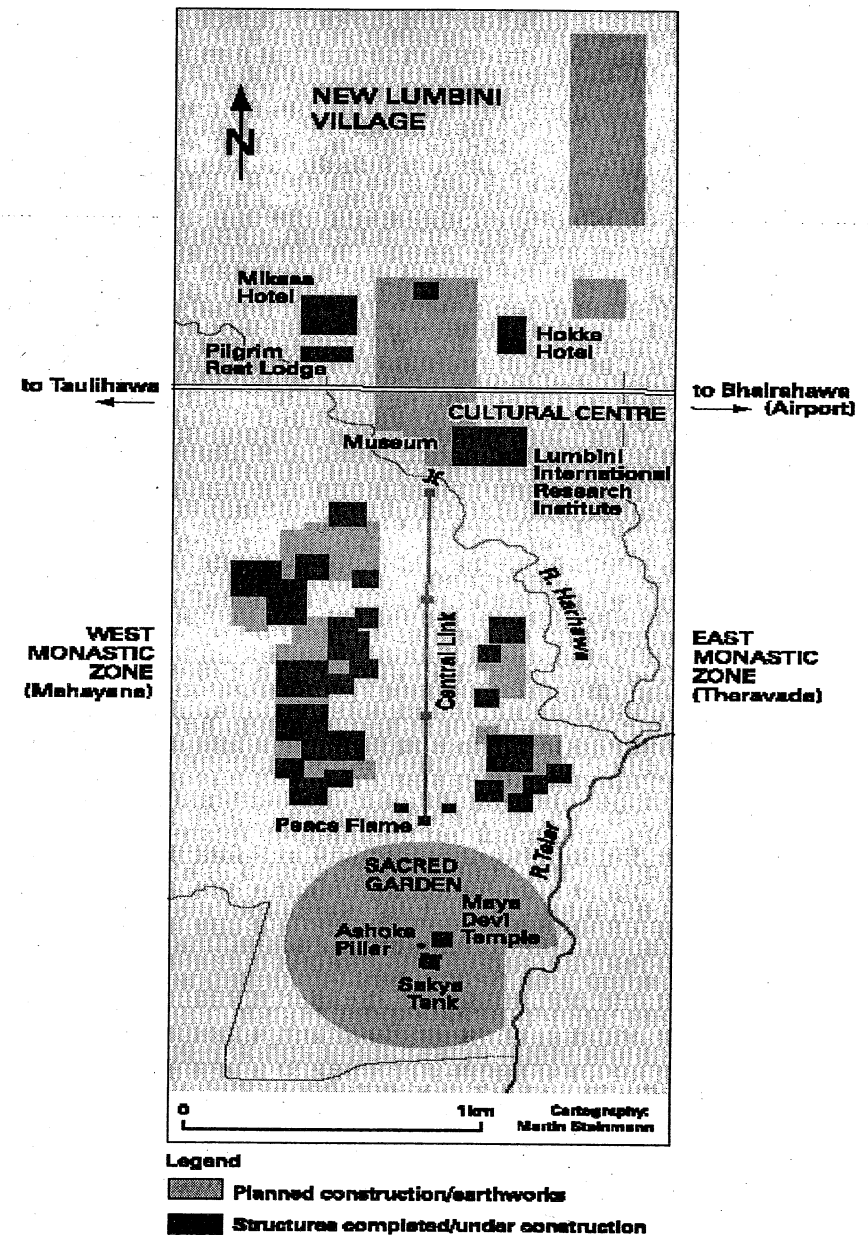 NEW LUMBINI
VILLAGE
N
Mikasa
Hotel
Pilgrim
Rest Lodge
Hokke
Hotel
to Taulihawa
to Bhairahawa
(Airport)
CULTURAL CENTRE
Museum
Lumbini
International
Research
Institute
R. Harhawa
Central Link
WEST
MONASTIC
ZONE
(Mahayana)
EAST
MONASTIC
ZONE
(Theravada)
Peace Flame
R. Telar
SACRED
GARDEN
Maya
Devi
Temple
Ashoka
Pillar
Sakya
Tank
0 1km
Cartography:
Martin Steinmann
Legend
Planned construction/earthworks
Structures completed/under construction